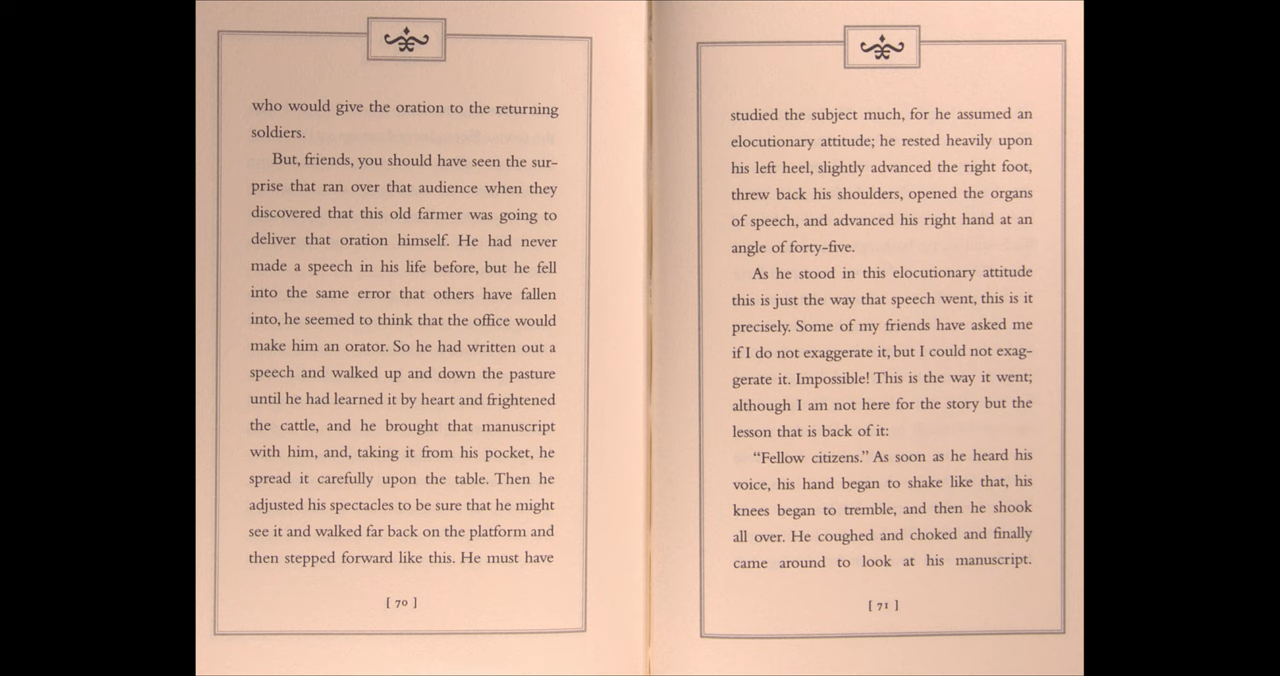 who would give the oration to the returning
soldiers.
But, friends, you should have seen the sur-
prise that ran over that audience when they
discovered that this old farmer was going to
deliver that oration himself. He had never
made a speech in his life before, but he fell
into the same error that others have fallen
into, he seemed to think that the office would
make him an orator. So he had written out a
speech and walked up and down the pasture
until he had learned it by heart and frightened
the cattle, and he brought that manuscript
with him, and, taking it from his pocket, he
spread it carefully upon the table. Then he
adjusted his spectacles to be sure that he might
see it and walked far back on the platform and
then stepped forward like this. He must have
[ 70 ]
studied the subject much, for he assumed an
elocutionary attitude; he rested heavily upon
his left heel, slightly advanced the right foot,
threw back his shoulders, opened the organs
of speech, and advanced his right hand at an
angle of forty-five.
As he stood in this elocutionary attitude
this is just the way that speech went, this is it
precisely. Some of my friends have asked me
if I do not exaggerate it, but I could not exag-
gerate it. Impossible! This is the way it went;
although I am not here for the story but the
lesson that is back of it:
“Fellow citizens.” As soon as he heard his
voice, his hand began to shake like that, his
knees began to tremble, and then he shook
all over. He coughed and choked and finally
came around to look at his manuscript.
[ 71 ]